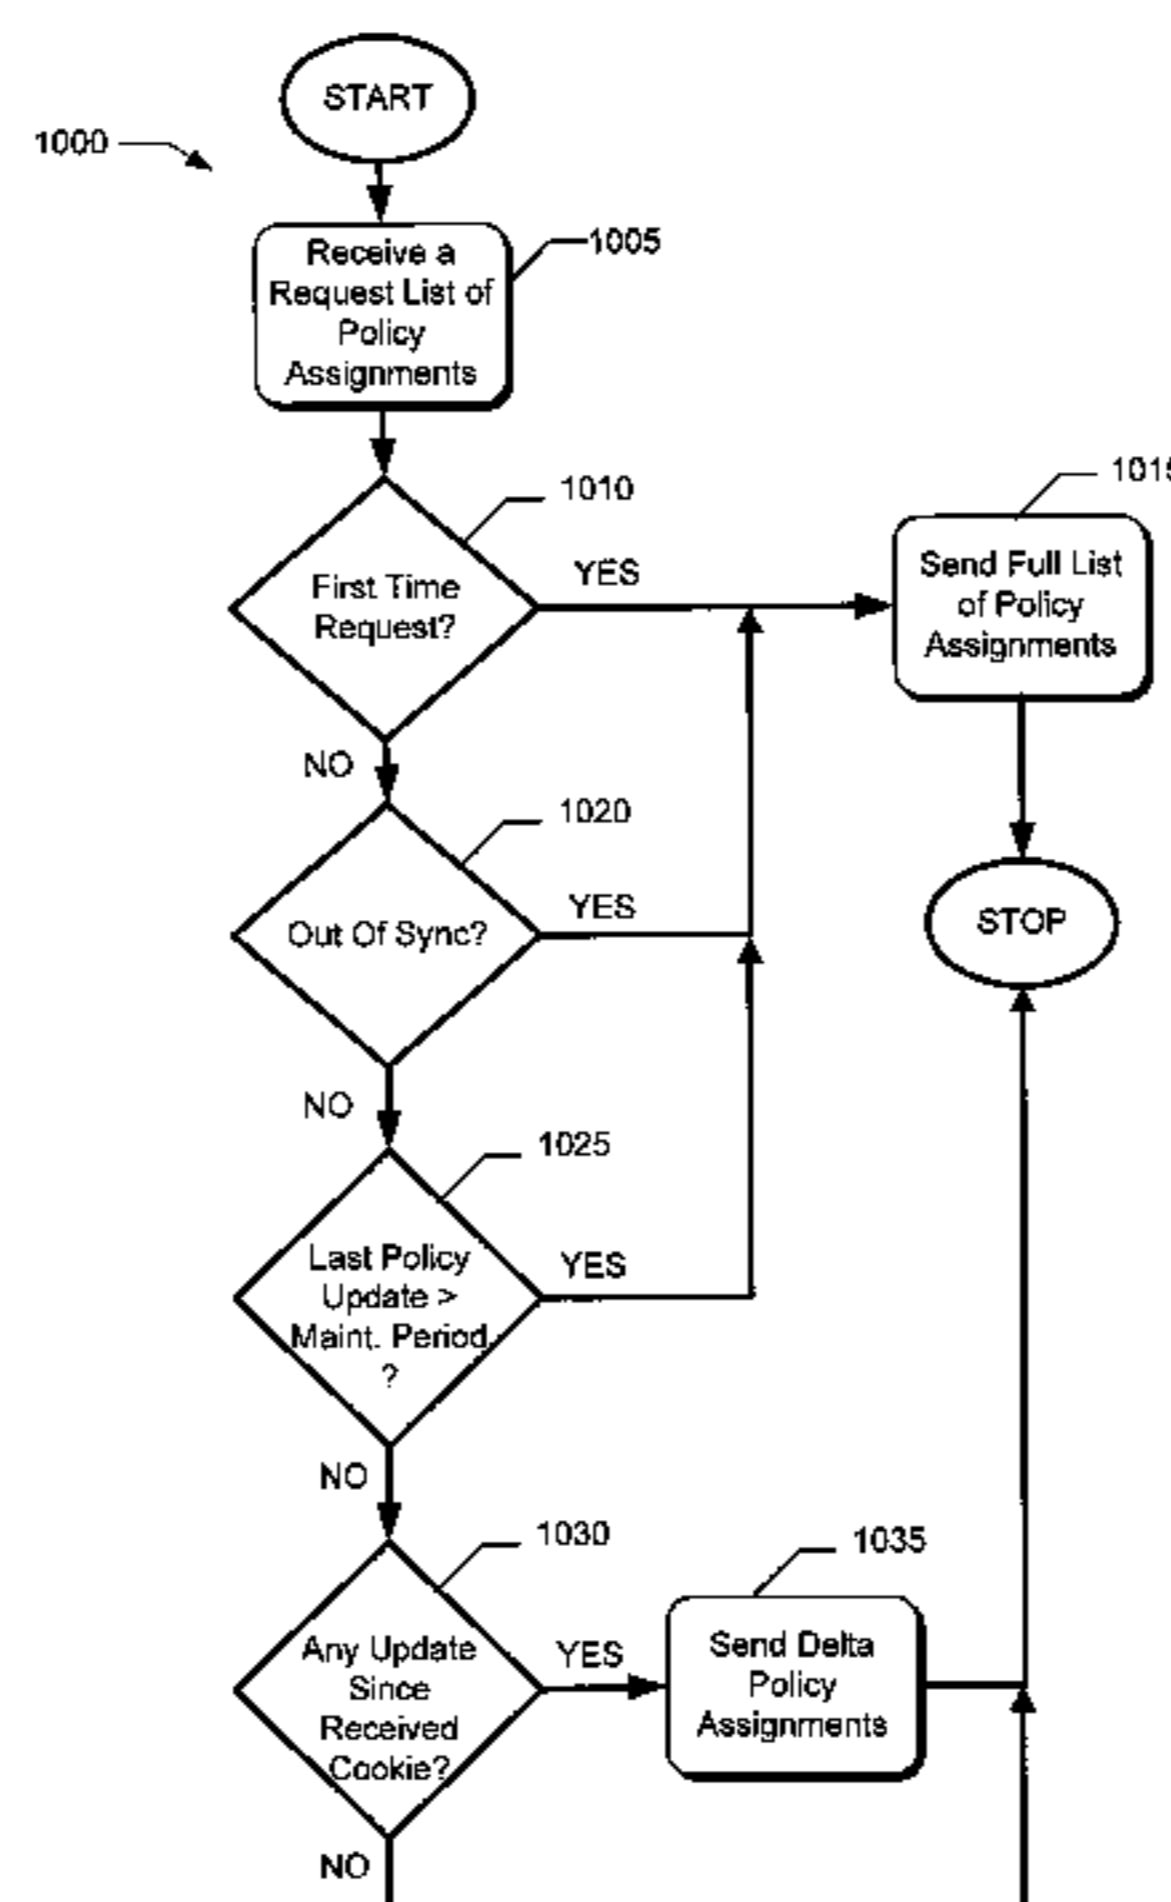 START
1000
Receive a
Request List of
Policy
Assignments
1005
1010
First Time
Request?
YES
1015
Send Full List
of Policy
Assignments
NO
1020
Out Of Sync?
YES
STOP
NO
1025
Last Policy
Update >
Maint. Period
?
YES
NO
1030
Any Update
Since
Received
Cookie?
YES
1035
Send Delta
Policy
Assignments
NO